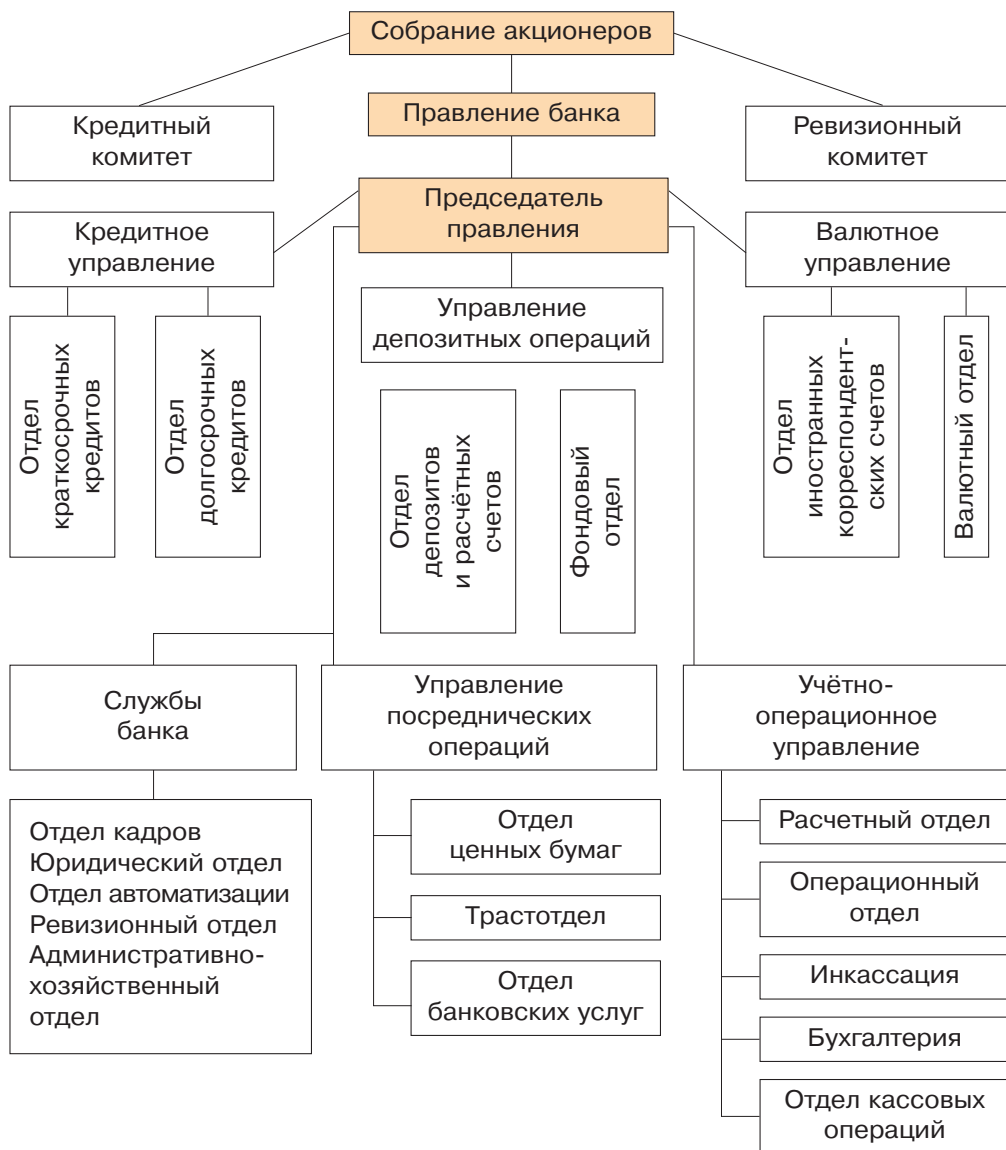 Собрание акционеров
Кредитный
комитет
Правление банка
Ревизионный
комитет
Председатель
правления
Кредитное
управление
Валютное
управление
Управление
депозитных операций
Отдел
краткосрочных
кредитов
Отдел
долгосрочных
кредитов
Отдел
депозитов
и расчётных
счетов
Фондовый
отдел
Отдел
иностранных
корреспондент-
ских счетов
Валютный отдел
Службы
банка
Управление
посреднических
операций
Учётно-
операционное
управление
Отдел кадров
Юридический отдел
Отдел автоматизации
Ревизионный отдел
Административно-
хозяйственный
отдел
Отдел
ценных бумаг
Трастотдел
Отдел
банковских услуг
Расчетный отдел
Операционный
отдел
Инкассация
Бухгалтерия
Отдел кассовых
операций